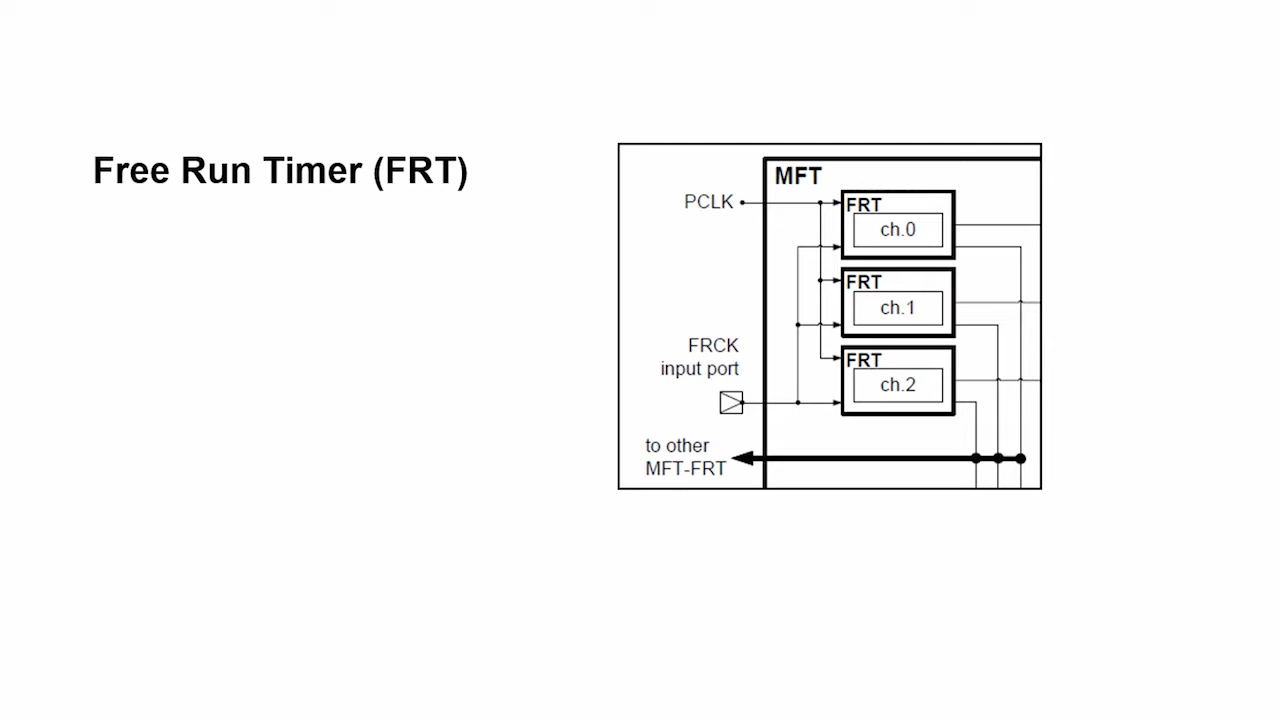 Free Run Timer (FRT)
MFT
PCLK
FRT
ch.0
FRT
ch.1
FRCK
input port
FRT
ch.2
to other
MFT-FRT